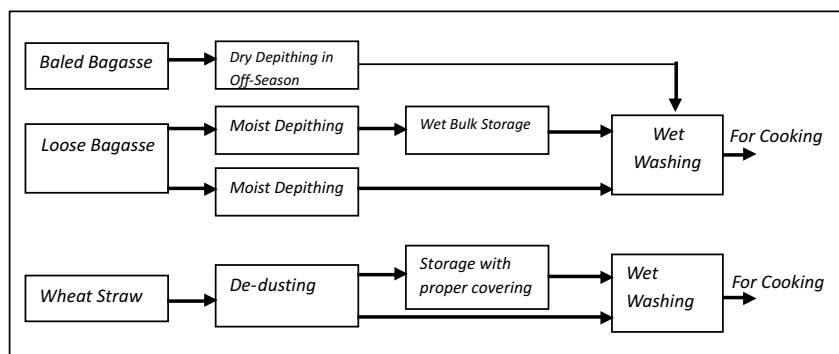 Baled Bagasse
Dry Depithing in
Off-Season
Loose Bagasse
Moist Depithing
Wet Bulk Storage
Wet
Washing
For Cooking
Moist Depithing
Wheat Straw
De-dusting
Storage with
proper covering
Wet
Washing
For Cooking